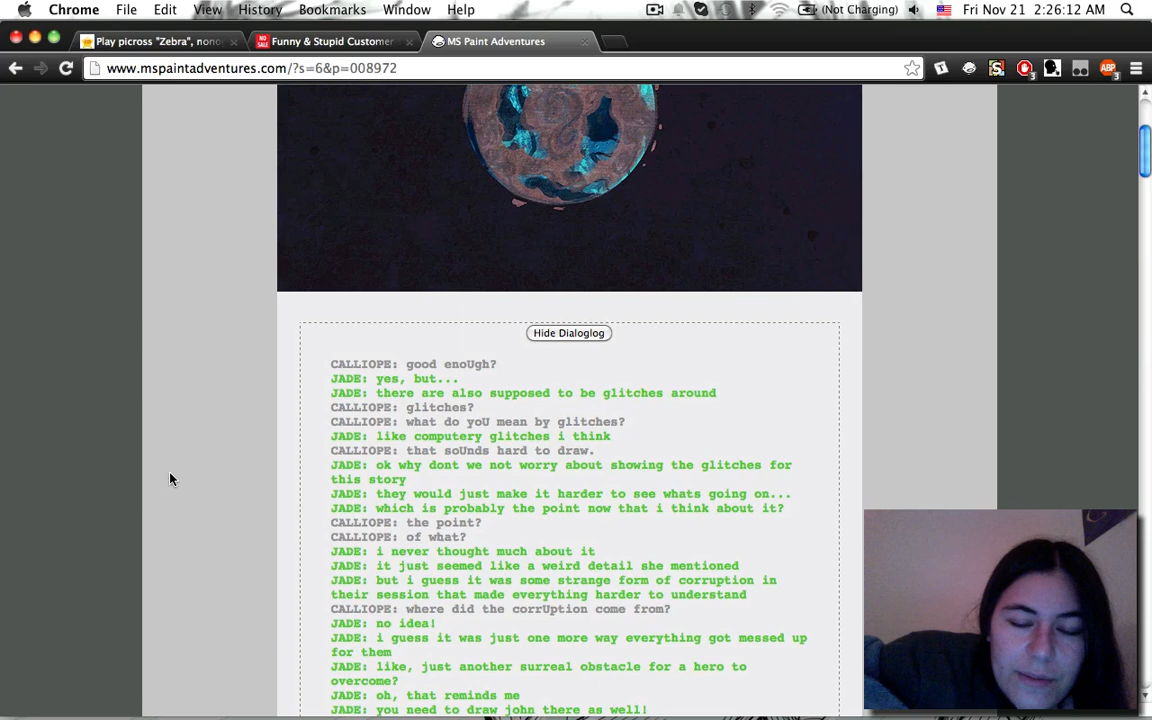 Chrome File Edit View History Bookmarks Window Help (Not Charging) Fri Nov 21 2:26:12 AM
Play picross "Zebra", nono NO SALE Funny & Stupid Customer MS Paint Adventures
www.mspaintadventures.com/?s=6&p=008972
Hide Dialoglog
CALLIOPE: good enoUgh?
JADE: yes, but...
JADE: there are also supposed to be glitches around
CALLIOPE: glitches?
CALLIOPE: what do yoU mean by glitches?
JADE: like computery glitches i think
CALLIOPE: that soUnds hard to draw.
JADE: ok why dont we not worry about showing the glitches for
this story
JADE: they would just make it harder to see whats going on...
JADE: which is probably the point now that i think about it?
CALLIOPE: the point?
CALLIOPE: of what?
JADE: i never thought much about it
JADE: it just seemed like a weird detail she mentioned
JADE: but i guess it was some strange form of corruption in
their session that made everything harder to understand
CALLIOPE: where did the corrUption come from?
JADE: no idea!
JADE: i guess it was just one more way everything got messed up
for them
JADE: like, just another surreal obstacle for a hero to
overcome?
JADE: oh, that reminds me
JADE: you need to draw john there as well!